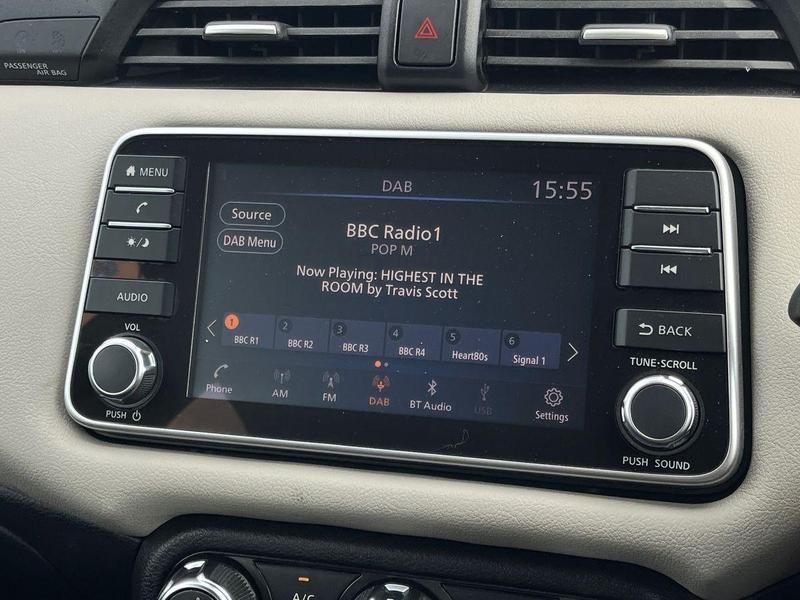 PASSENGER
AIR BAG
MENU
AUDIO
VOL
PUSH
DAB
15:55
Source
DAB Menu
BBC Radio1
POP M
Now Playing: HIGHEST IN THE
ROOM by Travis Scott
1 2 3 4 5 6
BBC R1 BBC R2 BBC R3 BBC R4 Heart80s Signal 1
Phone AM FM DAB BT Audio USB Settings
BACK
TUNE·SCROLL
PUSH SOUND
A/C